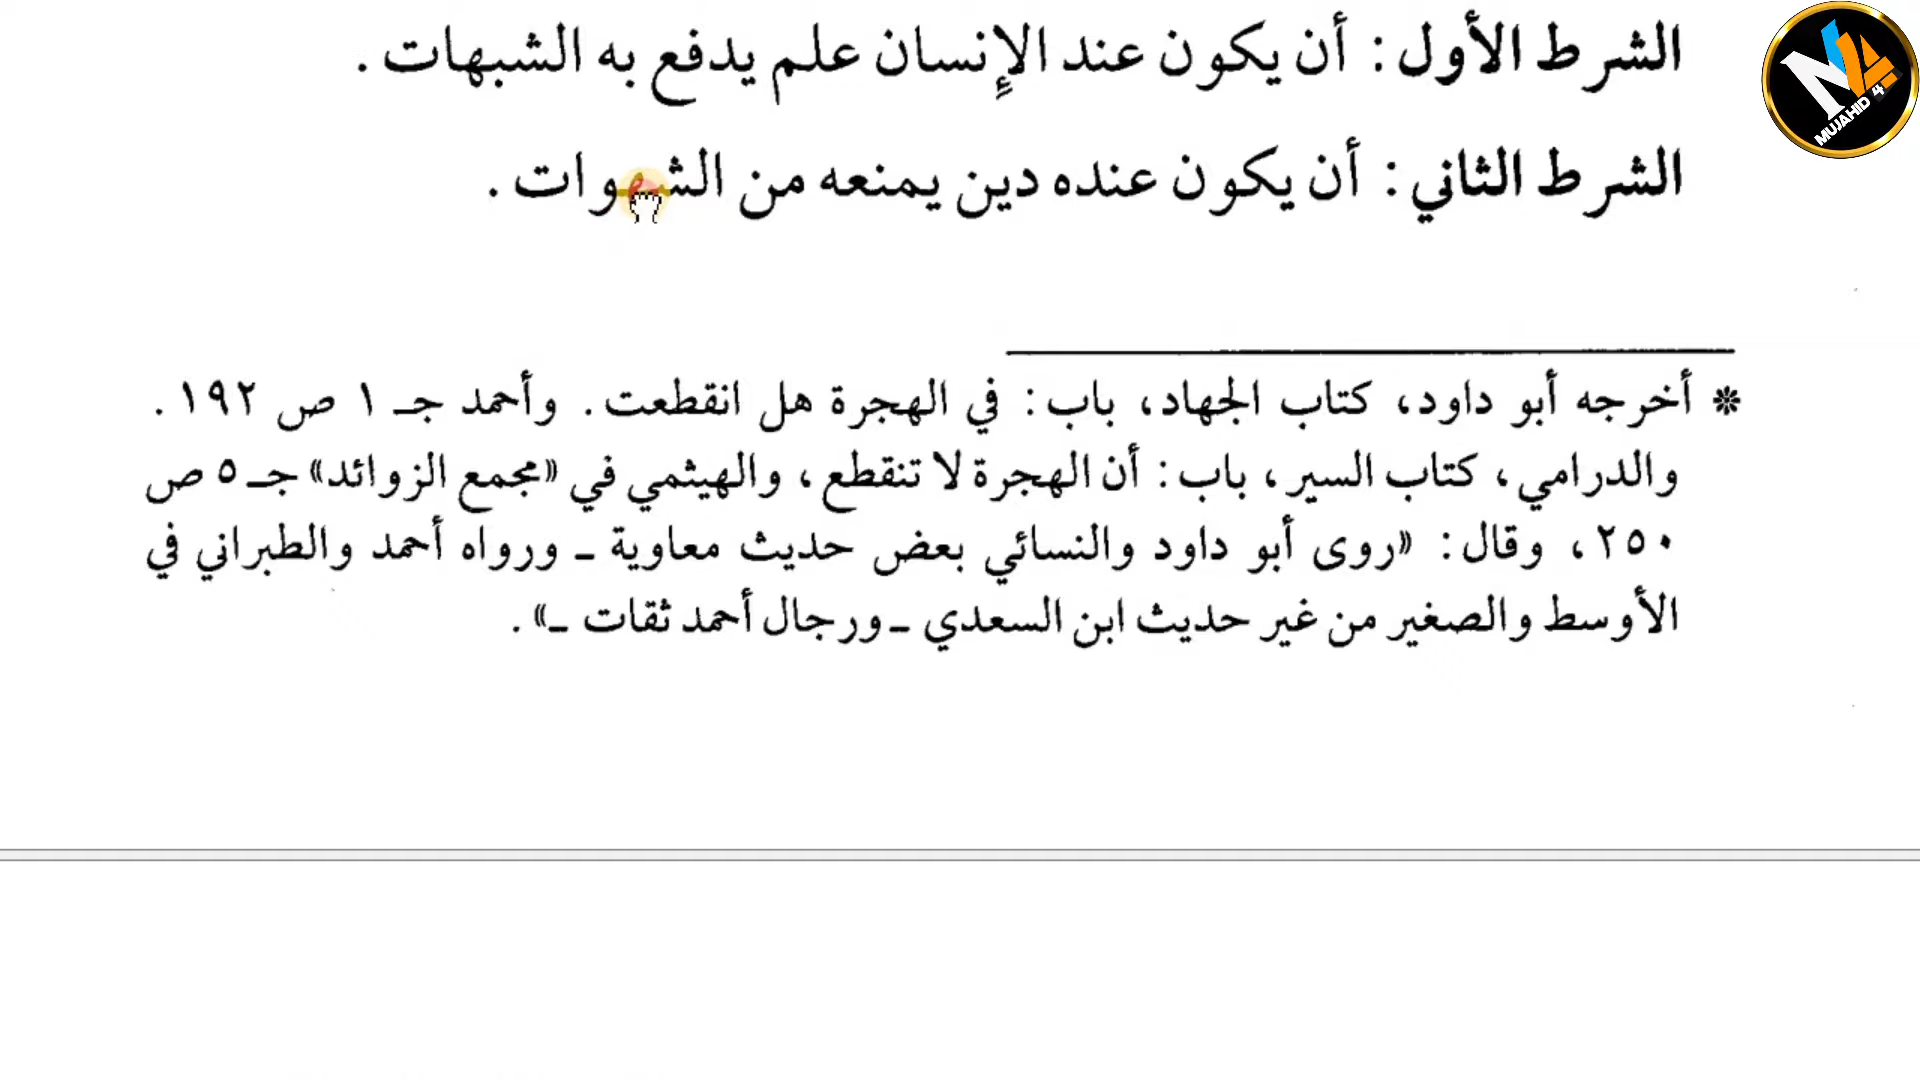 الشرط الأول : أن يكون عند الإِنسان علم يدفع به الشبهات .
الشرط الثاني : أن يكون عنده دين يمنعه من الشهوات .
* أخرجه أبو داود، كتاب الجهاد، باب : في الهجرة هل انقطعت . وأحمد جـ ١ ص ١٩٢ .
والدرامي، كتاب السير، باب : أن الهجرة لا تنقطع، والهيثمي في «مجمع الزوائد» جـ ٥ ص
٢٥٠، وقال : «روى أبو داود والنسائي بعض حديث معاوية ـ ورواه أحمد والطبراني في
الأوسط والصغير من غير حديث ابن السعدي ـ ورجال أحمد ثقات ـ» .
MUJAHID 4